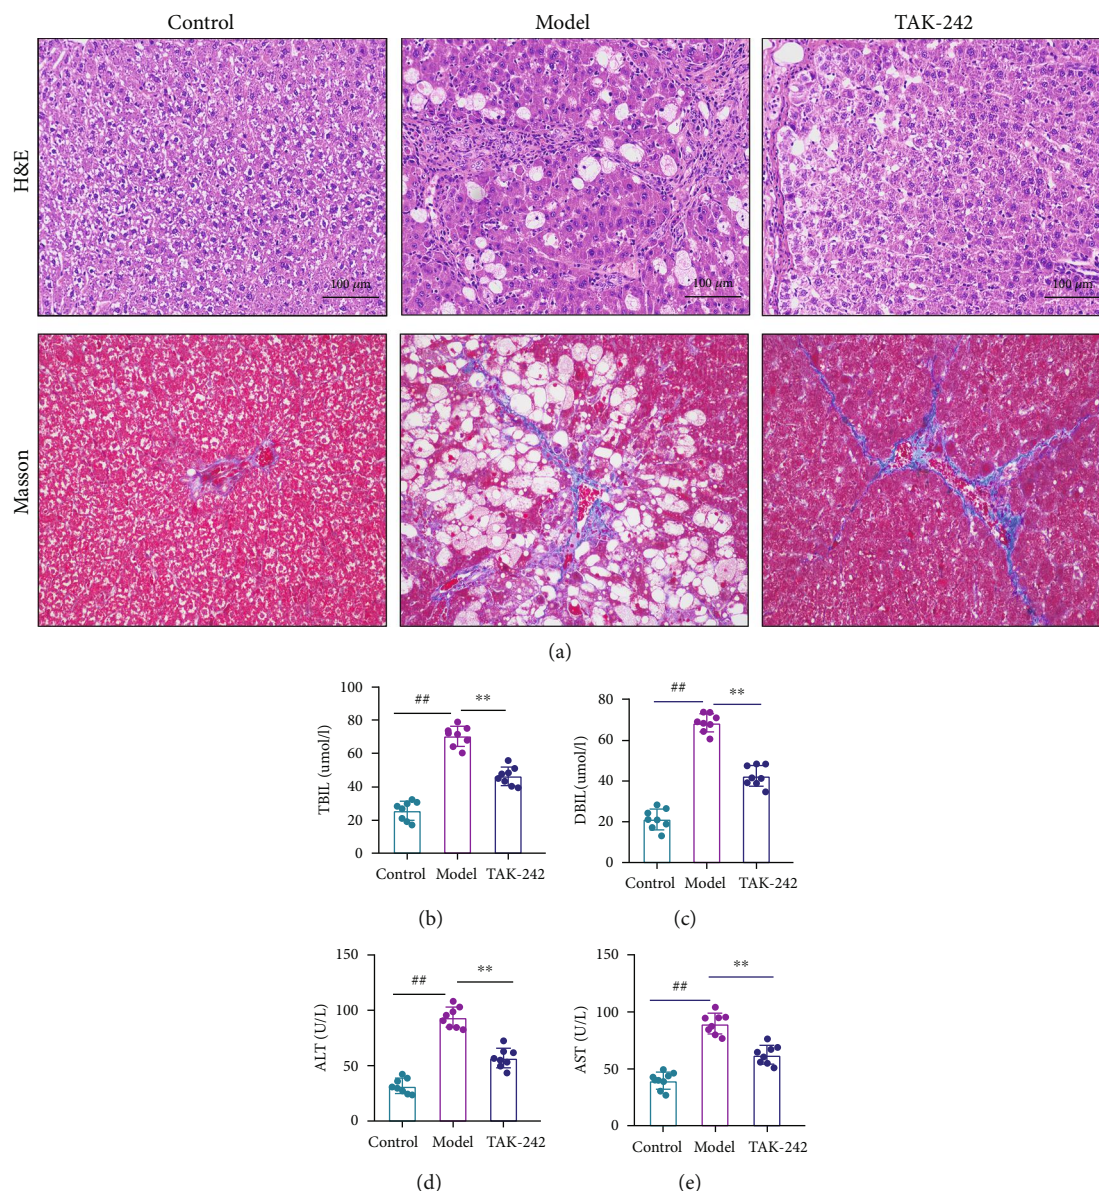 Control Model TAK-242
H&E
100 µm 100 µm 100 µm
Masson
(a)
TBIL (umol/l)
100
80
60
40
20
0
##
**
Control Model TAK-242
(b)
DBIL(umol/l)
80
60
40
20
0
##
**
Control Model TAK-242
(c)
ALT (U/L)
150
100
50
0
##
**
Control Model TAK-242
(d)
AST (U/L)
150
100
50
0
##
**
Control Model TAK-242
(e)